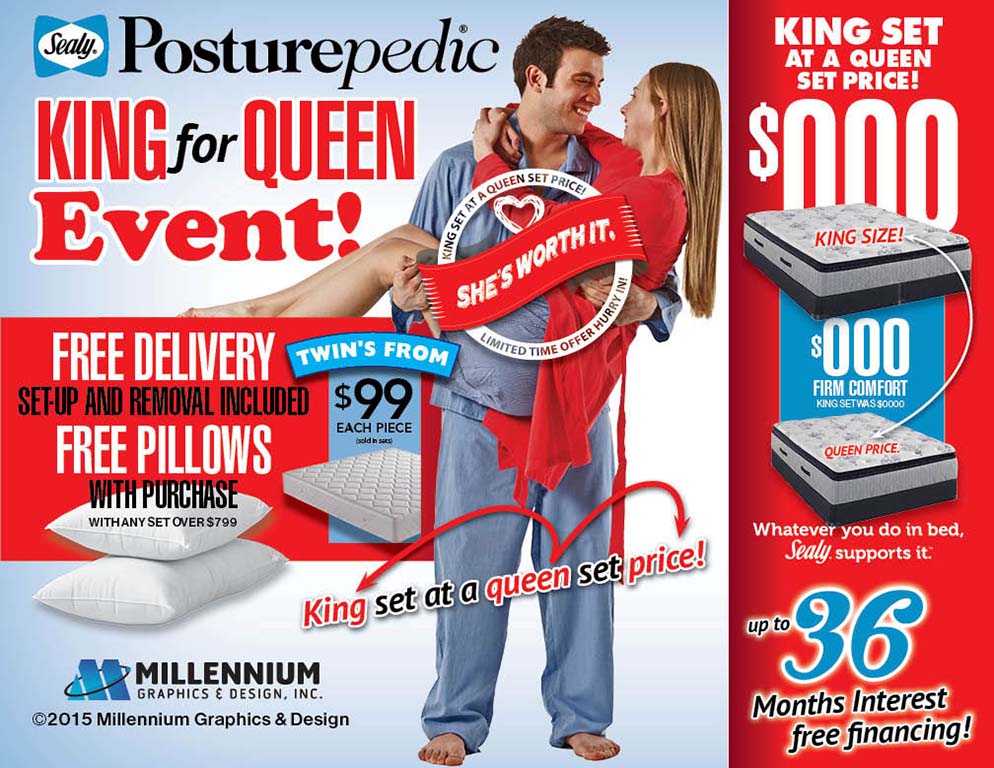 Sealy® Posturepedic®
KING for QUEEN
Event!
KING SET AT A QUEEN SET PRICE!
SHE'S WORTH IT.
LIMITED TIME OFFER HURRY IN!
FREE DELIVERY
SET-UP AND REMOVAL INCLUDED
FREE PILLOWS
WITH PURCHASE
WITH ANY SET OVER $799
TWIN'S FROM
$99
EACH PIECE
(sold in sets)
King set at a queen set price!
MILLENNIUM
GRAPHICS & DESIGN, INC.
©2015 Millennium Graphics & Design
KING SET
AT A QUEEN
SET PRICE!
$000
KING SIZE!
$000
FIRM COMFORT
KING SET WAS $0000
QUEEN PRICE.
Whatever you do in bed,
Sealy® supports it.™
up to 36
Months Interest
free financing!